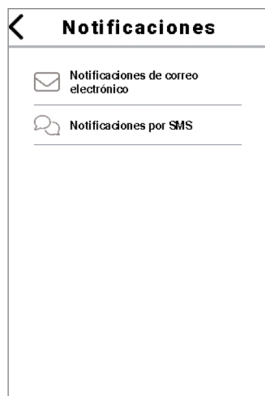 Notificaciones
Notificaciones de correo
electrónico
Notificaciones por SMS